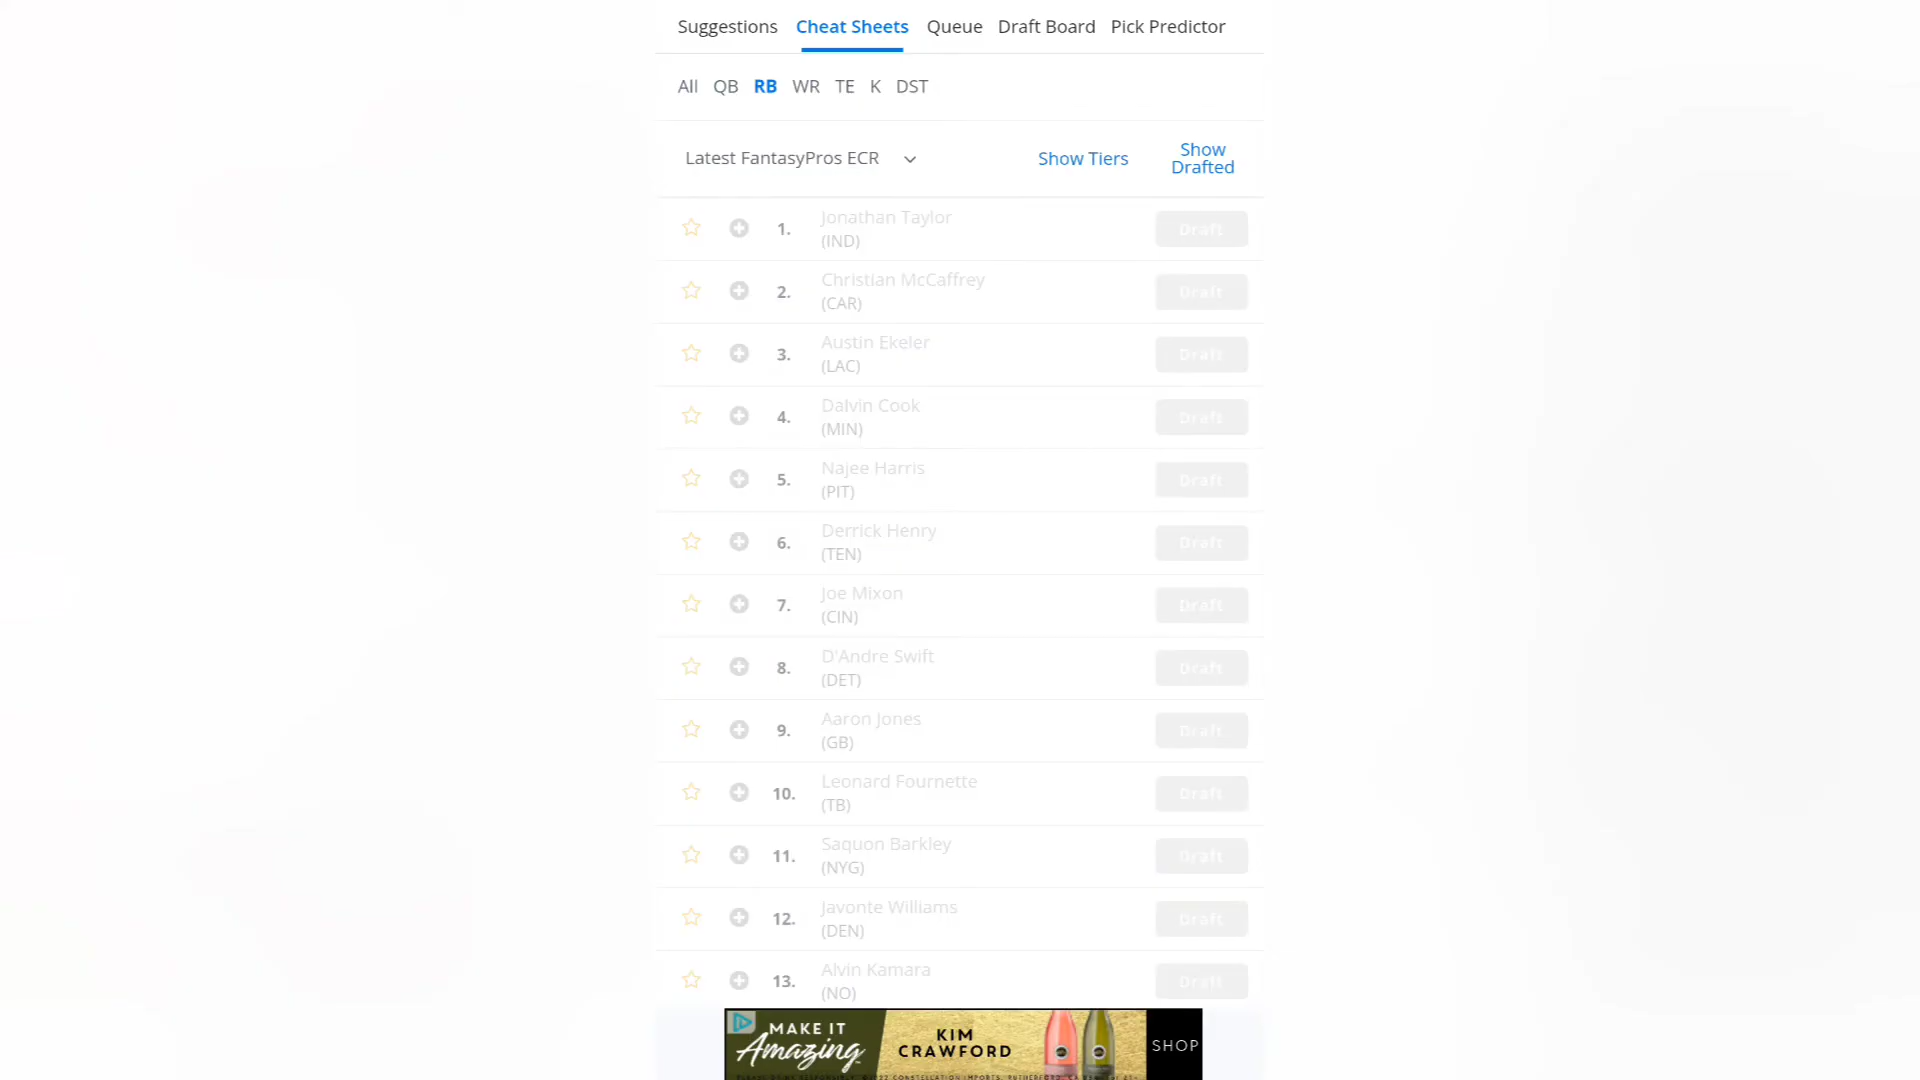 Suggestions Cheat Sheets Queue Draft Board Pick Predictor
All QB RB WR TE K DST
Latest FantasyPros ECR Show Tiers Show Drafted
1. Jonathan Taylor (IND) Draft
2. Christian McCaffrey (CAR) Draft
3. Austin Ekeler (LAC) Draft
4. Dalvin Cook (MIN) Draft
5. Najee Harris (PIT) Draft
6. Derrick Henry (TEN) Draft
7. Joe Mixon (CIN) Draft
8. D'Andre Swift (DET) Draft
9. Aaron Jones (GB) Draft
10. Leonard Fournette (TB) Draft
11. Saquon Barkley (NYG) Draft
12. Javonte Williams (DEN) Draft
13. Alvin Kamara (NO) Draft
MAKE IT
Amazing
KIM
CRAWFORD
SHOP